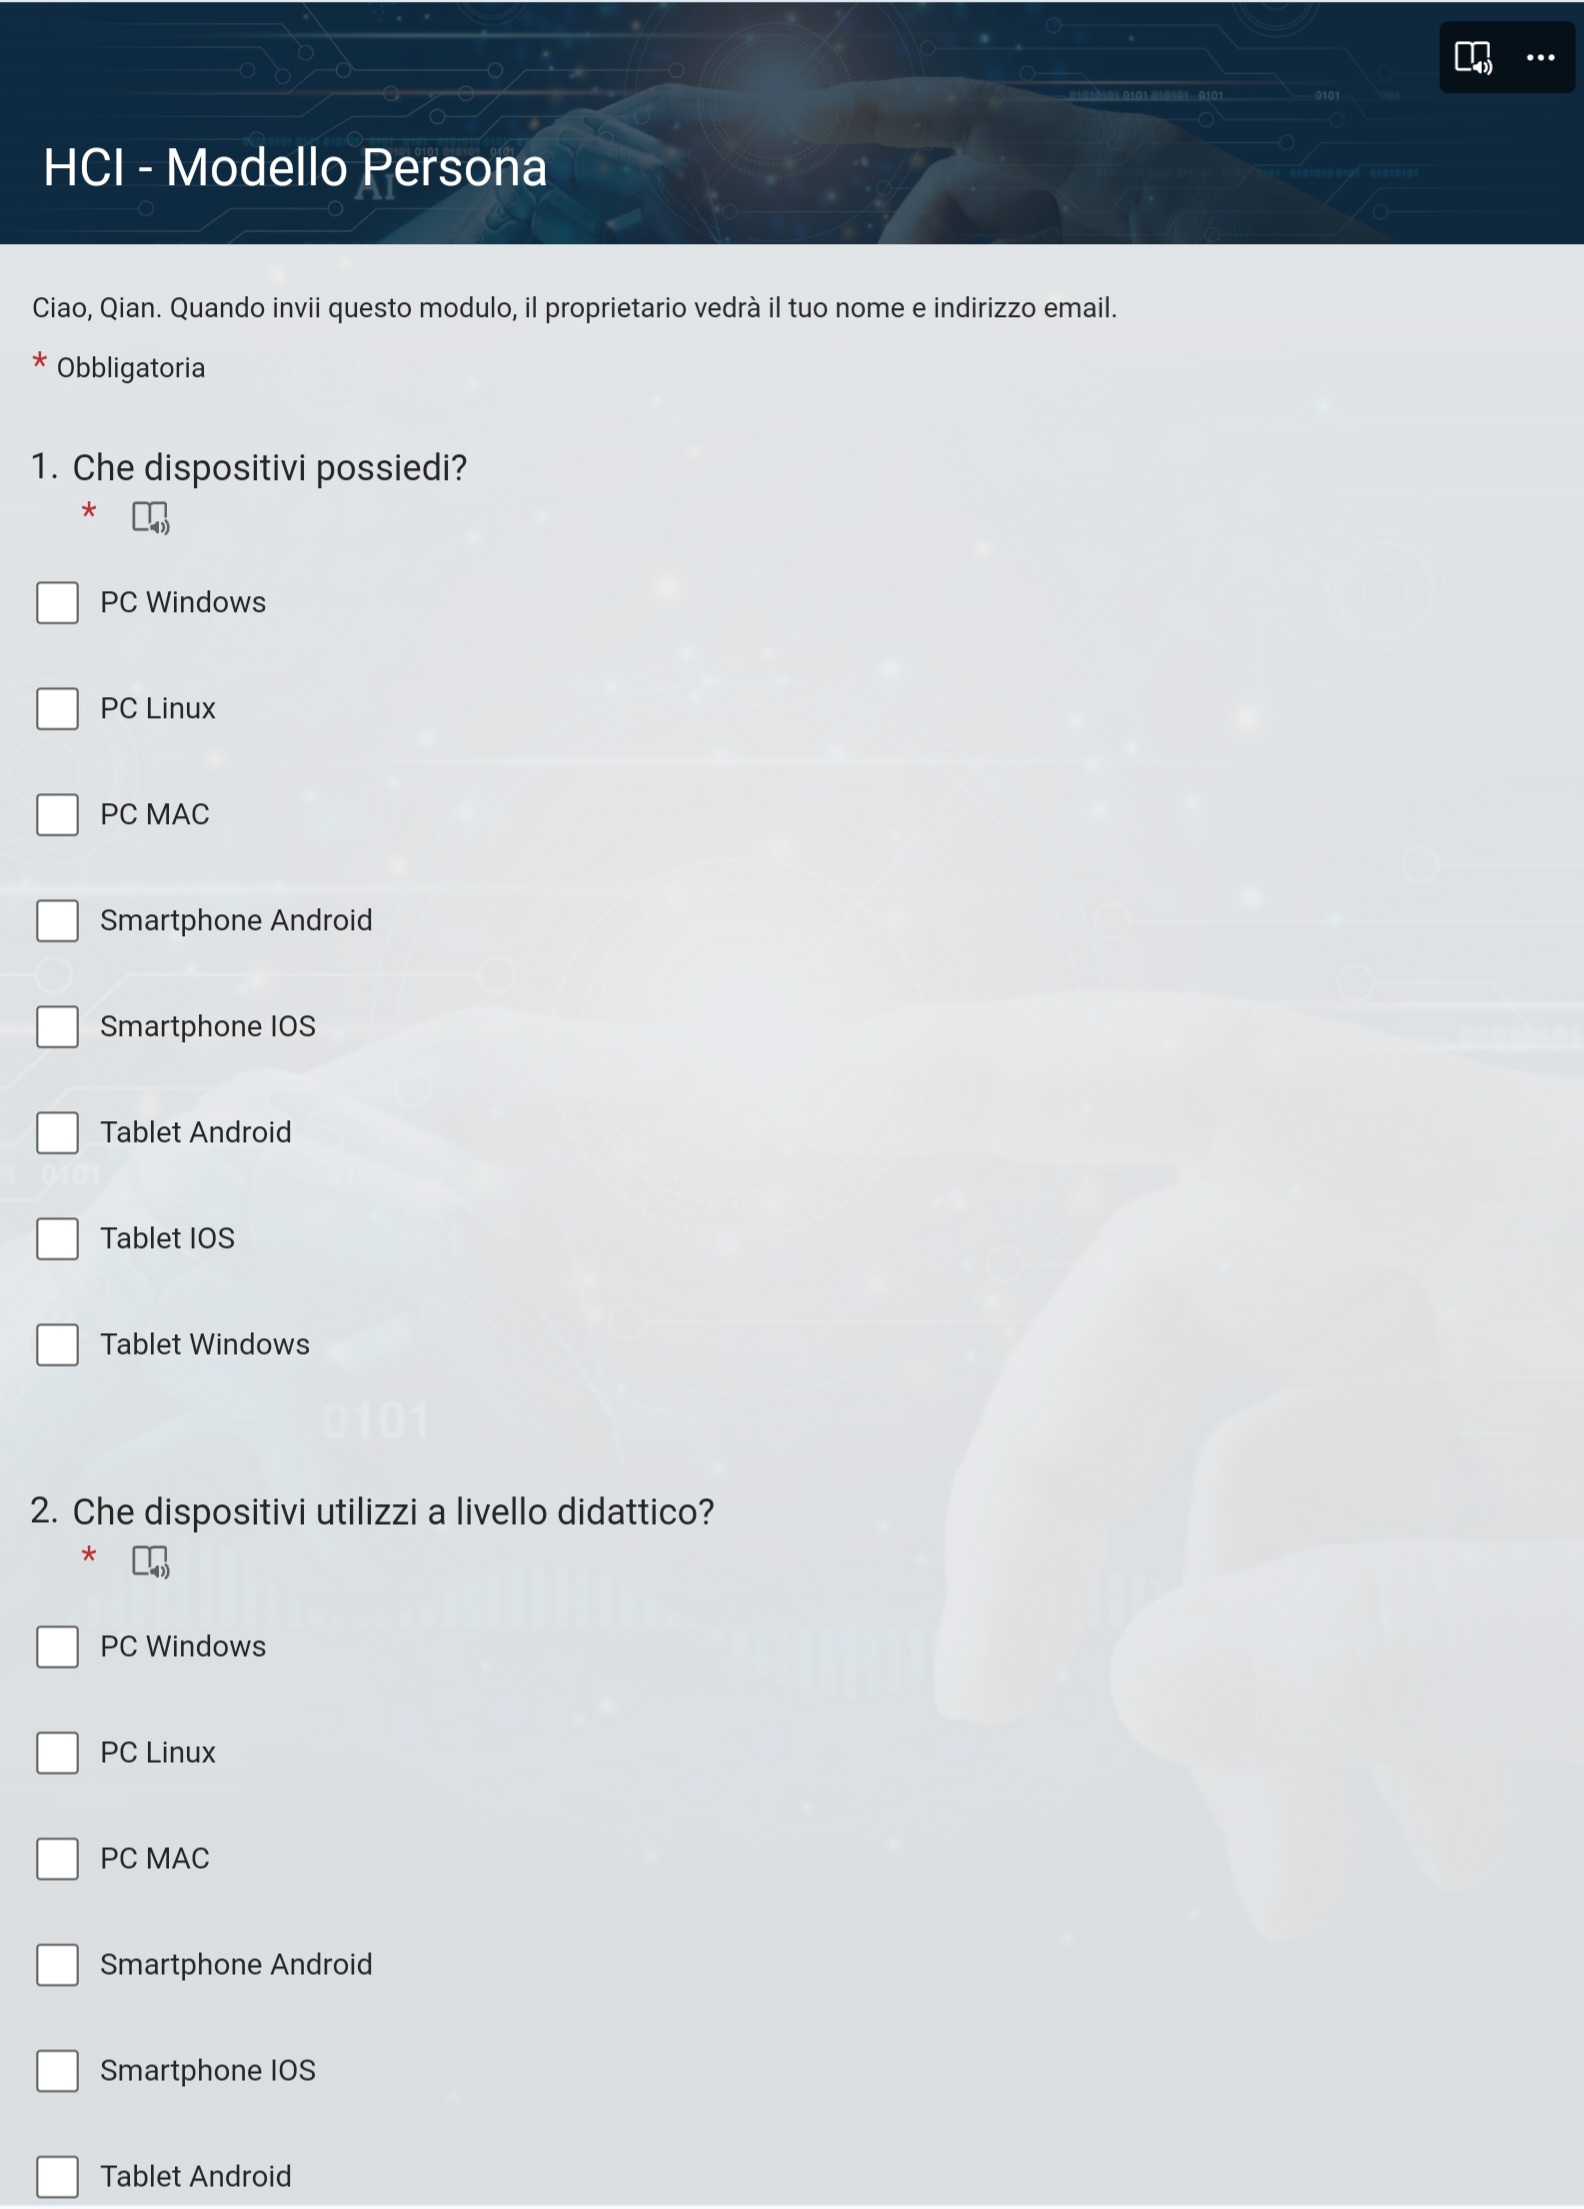 HCI - Modello Persona
Ciao, Qian. Quando invii questo modulo, il proprietario vedrà il tuo nome e indirizzo email.
* Obbligatoria
1. Che dispositivi possiedi?
*
PC Windows
PC Linux
PC MAC
Smartphone Android
Smartphone IOS
Tablet Android
Tablet IOS
Tablet Windows
0101
2. Che dispositivi utilizzi a livello didattico?
*
PC Windows
PC Linux
PC MAC
Smartphone Android
Smartphone IOS
Tablet Android